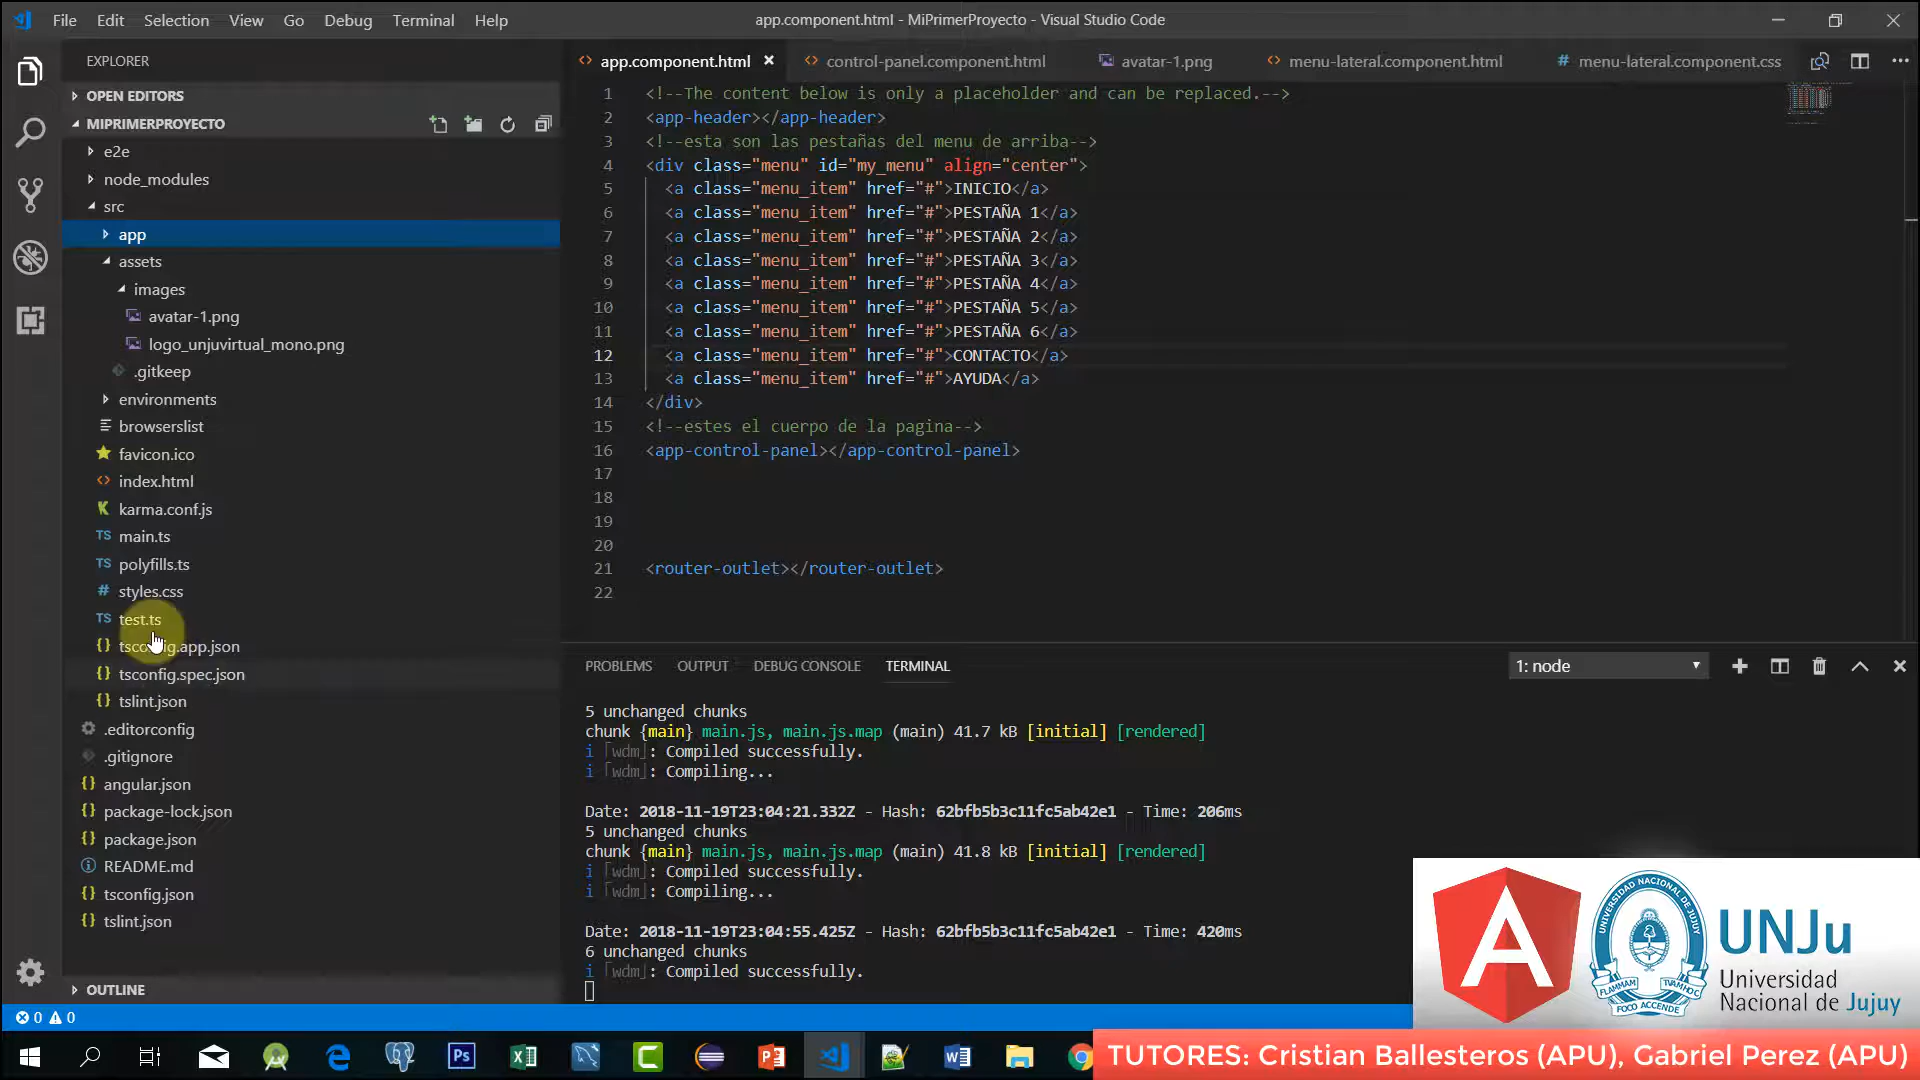 File Edit Selection View Go Debug Terminal Help
app.component.html - MiPrimerProyecto - Visual Studio Code
EXPLORER
OPEN EDITORS
MIPRIMERPROYECTO
e2e
node_modules
src
app
assets
images
avatar-1.png
logo_unjuvirtual_mono.png
.gitkeep
environments
browserslist
favicon.ico
index.html
karma.conf.js
TS main.ts
TS polyfills.ts
# styles.css
TS test.ts
{} tsconfig.app.json
{} tsconfig.spec.json
{} tslint.json
.editorconfig
.gitignore
{} angular.json
{} package-lock.json
{} package.json
README.md
{} tsconfig.json
{} tslint.json
OUTLINE
app.component.html control-panel.component.html avatar-1.png menu-lateral.component.html # menu-lateral.component.css
1 <!--The content below is only a placeholder and can be replaced.-->
2 <app-header></app-header>
3 <!--esta son las pestañas del menu de arriba-->
4 <div class="menu" id="my_menu" align="center">
5 <a class="menu_item" href="#">INICIO</a>
6 <a class="menu_item" href="#">PESTAÑA 1</a>
7 <a class="menu_item" href="#">PESTAÑA 2</a>
8 <a class="menu_item" href="#">PESTAÑA 3</a>
9 <a class="menu_item" href="#">PESTAÑA 4</a>
10 <a class="menu_item" href="#">PESTAÑA 5</a>
11 <a class="menu_item" href="#">PESTAÑA 6</a>
12 <a class="menu_item" href="#">CONTACTO</a>
13 <a class="menu_item" href="#">AYUDA</a>
14 </div>
15 <!--estes el cuerpo de la pagina-->
16 <app-control-panel></app-control-panel>
17
18
19
20
21 <router-outlet></router-outlet>
22
PROBLEMS OUTPUT DEBUG CONSOLE TERMINAL
1: node
5 unchanged chunks
chunk {main} main.js, main.js.map (main) 41.7 kB [initial] [rendered]
i ｢wdm｣: Compiled successfully.
i ｢wdm｣: Compiling...
Date: 2018-11-19T23:04:21.332Z - Hash: 62bfb5b3c11fc5ab42e1 - Time: 206ms
5 unchanged chunks
chunk {main} main.js, main.js.map (main) 41.8 kB [initial] [rendered]
i ｢wdm｣: Compiled successfully.
i ｢wdm｣: Compiling...
Date: 2018-11-19T23:04:55.425Z - Hash: 62bfb5b3c11fc5ab42e1 - Time: 420ms
6 unchanged chunks
i ｢wdm｣: Compiled successfully.
0 0
A
UNIVERSIDAD NACIONAL DE JUJUY
UNJu
Universidad
Nacional de Jujuy
TUTORES: Cristian Ballesteros (APU), Gabriel Perez (APU)